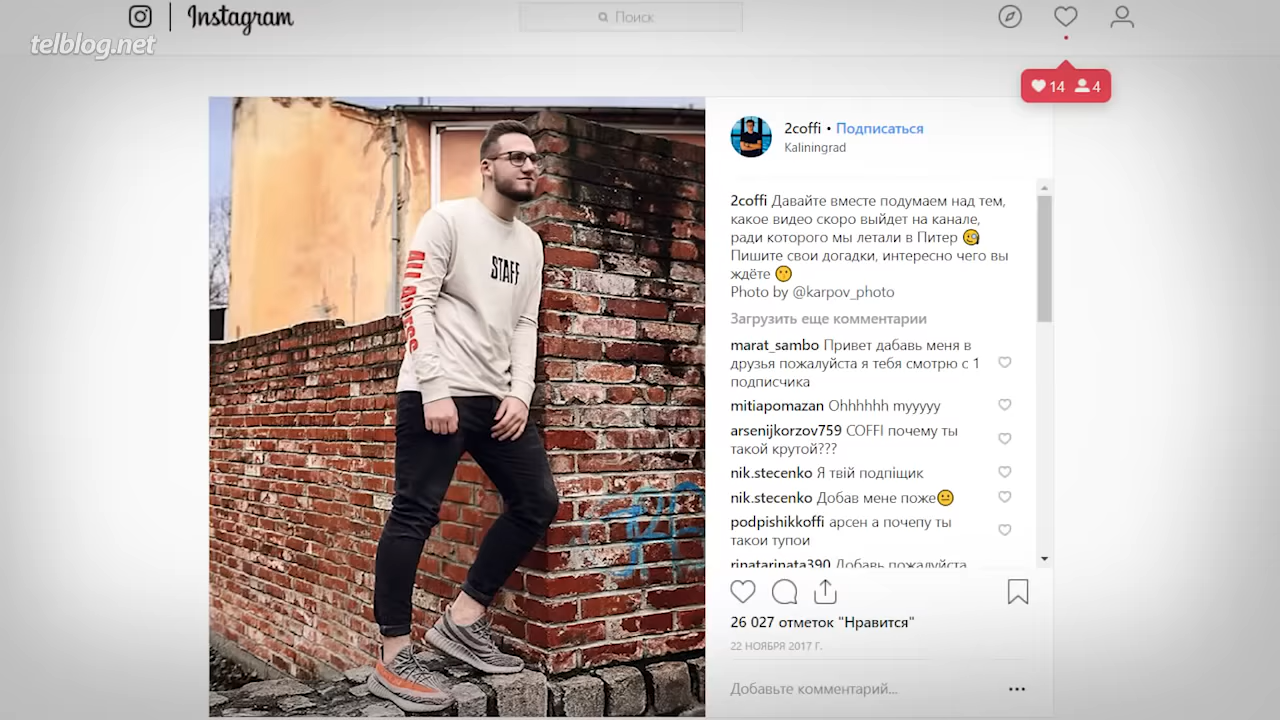 Instagram
Поиск
telblog.net
14 4
2coffi • Подписаться
Kaliningrad
STAFF
2coffi Давайте вместе подумаем над тем,
какое видео скоро выйдет на канале,
ради которого мы летали в Питер
Пишите свои догадки, интересно чего вы
ждёте
Photo by @karpov_photo
Загрузить еще комментарии
marat_sambo Привет дабавь меня в
друзья пожалуйста я тебя смотрю с 1
подписчика
mitiapomazan Ohhhhhh myyyyy
arsenijkorzov759 COFFI почему ты
такой крутой???
nik.stecenko Я твій подпіщик
nik.stecenko Добав мене поже
podpishikkoffi арсен а почепу ты
такои тупои
rinatarinata390 Добавь пожалуйста
26 027 отметок "Нравится"
22 НОЯБРЯ 2017 Г.
Добавьте комментарий...